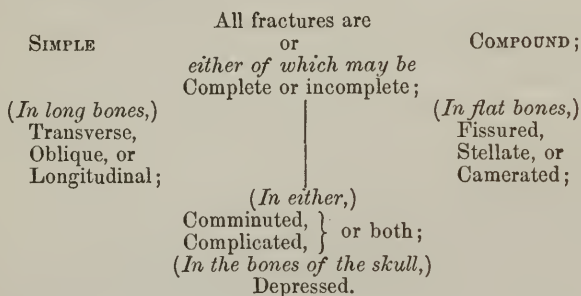 All fractures are
SIMPLE or COMPOUND;
either of which may be
Complete or incomplete;
(In long bones,)
Transverse,
Oblique, or
Longitudinal;
(In flat bones,)
Fissured,
Stellate, or
Camerated;
(In either,)
Comminuted,
Complicated, } or both;
(In the bones of the skull,)
Depressed.